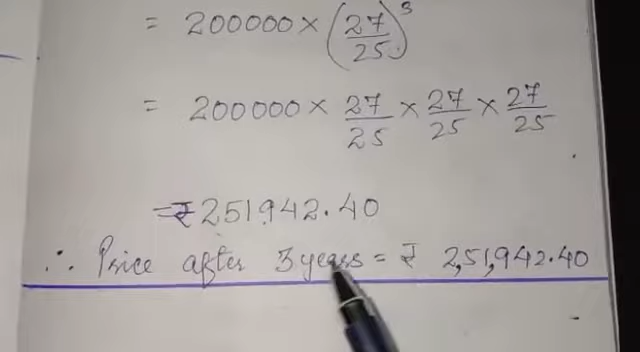 = 200000 × (27/25)³
= 200000 × 27/25 × 27/25 × 27/25
= ₹ 251942.40
∴ Price after 3 years = ₹ 2,51,942.40